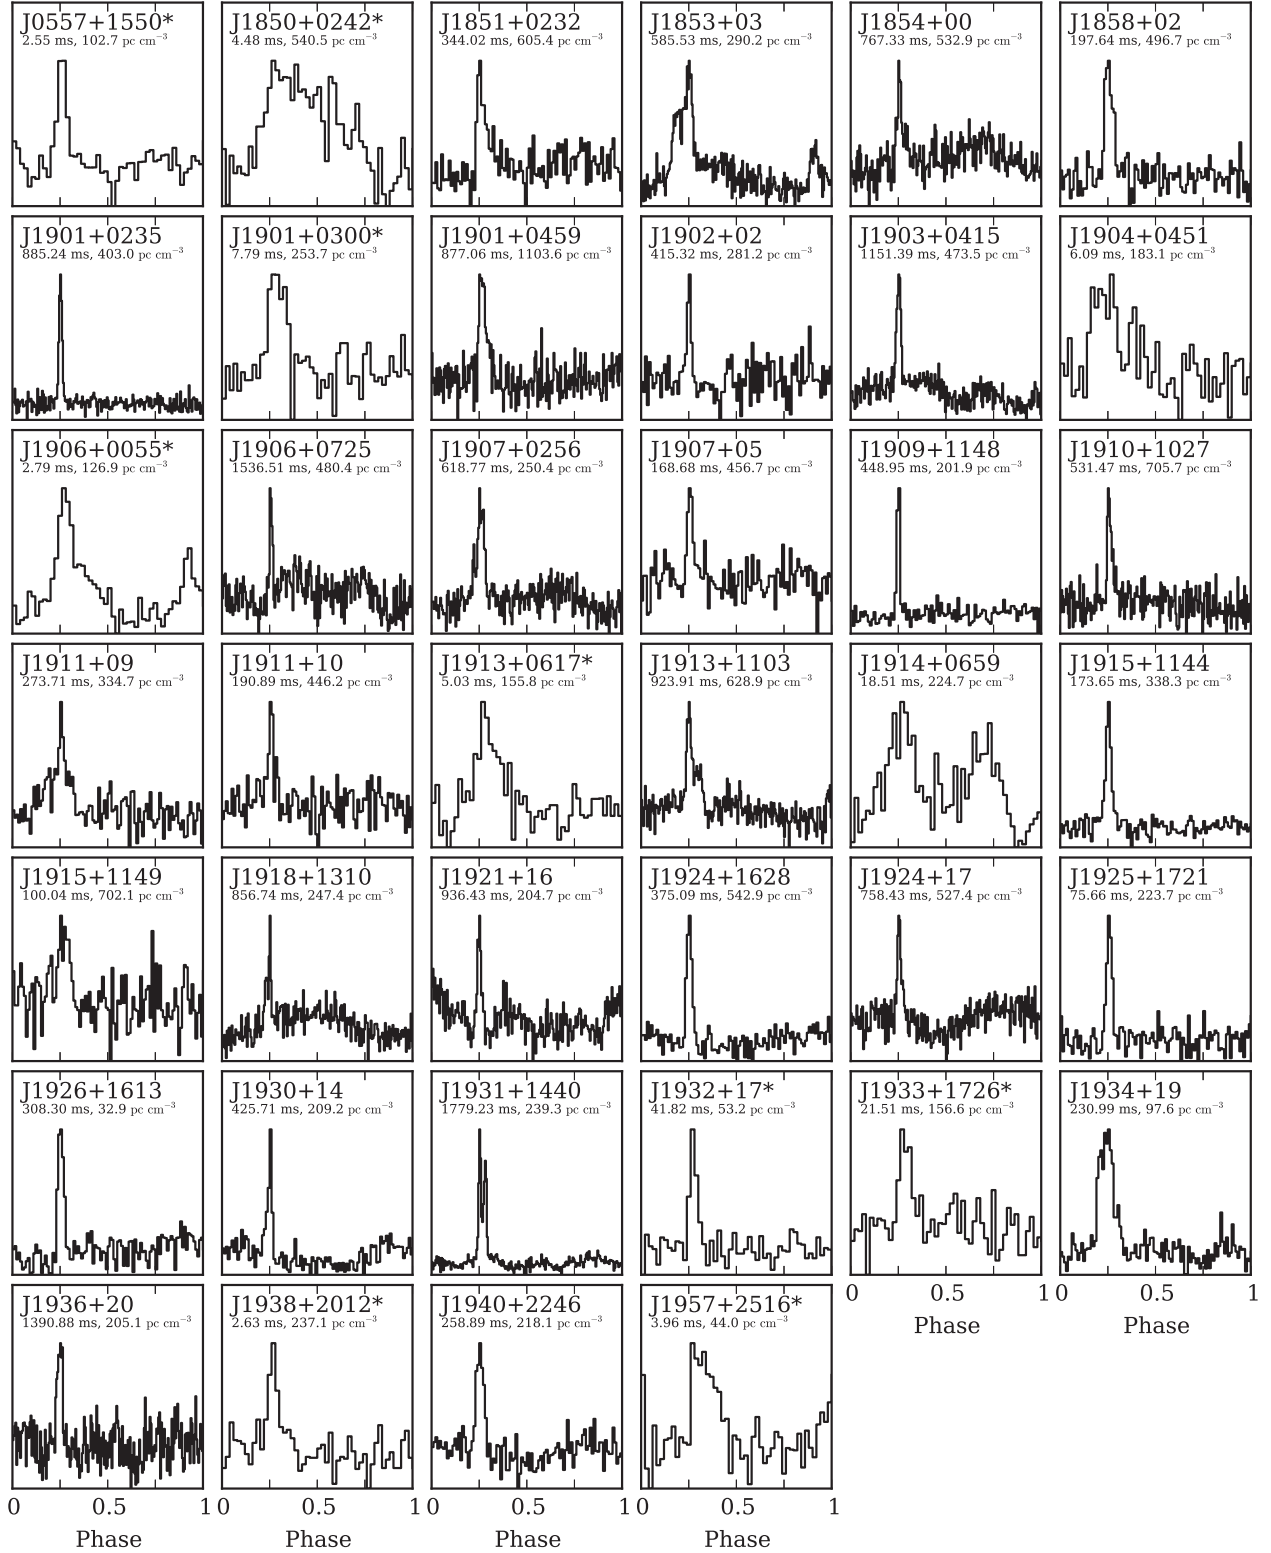 J0557+1550*
2.55 ms, 102.7 pc cm⁻³
J1850+0242*
4.48 ms, 540.5 pc cm⁻³
J1851+0232
344.02 ms, 605.4 pc cm⁻³
J1853+03
585.53 ms, 290.2 pc cm⁻³
J1854+00
767.33 ms, 532.9 pc cm⁻³
J1858+02
197.64 ms, 496.7 pc cm⁻³
J1901+0235
885.24 ms, 403.0 pc cm⁻³
J1901+0300*
7.79 ms, 253.7 pc cm⁻³
J1901+0459
877.06 ms, 1103.6 pc cm⁻³
J1902+02
415.32 ms, 281.2 pc cm⁻³
J1903+0415
1151.39 ms, 473.5 pc cm⁻³
J1904+0451
6.09 ms, 183.1 pc cm⁻³
J1906+0055*
2.79 ms, 126.9 pc cm⁻³
J1906+0725
1536.51 ms, 480.4 pc cm⁻³
J1907+0256
618.77 ms, 250.4 pc cm⁻³
J1907+05
168.68 ms, 456.7 pc cm⁻³
J1909+1148
448.95 ms, 201.9 pc cm⁻³
J1910+1027
531.47 ms, 705.7 pc cm⁻³
J1911+09
273.71 ms, 334.7 pc cm⁻³
J1911+10
190.89 ms, 446.2 pc cm⁻³
J1913+0617*
5.03 ms, 155.8 pc cm⁻³
J1913+1103
923.91 ms, 628.9 pc cm⁻³
J1914+0659
18.51 ms, 224.7 pc cm⁻³
J1915+1144
173.65 ms, 338.3 pc cm⁻³
J1915+1149
100.04 ms, 702.1 pc cm⁻³
J1918+1310
856.74 ms, 247.4 pc cm⁻³
J1921+16
936.43 ms, 204.7 pc cm⁻³
J1924+1628
375.09 ms, 542.9 pc cm⁻³
J1924+17
758.43 ms, 527.4 pc cm⁻³
J1925+1721
75.66 ms, 223.7 pc cm⁻³
J1926+1613
308.30 ms, 32.9 pc cm⁻³
J1930+14
425.71 ms, 209.2 pc cm⁻³
J1931+1440
1779.23 ms, 239.3 pc cm⁻³
J1932+17*
41.82 ms, 53.2 pc cm⁻³
J1933+1726*
21.51 ms, 156.6 pc cm⁻³
J1934+19
230.99 ms, 97.6 pc cm⁻³
0 0.5 1 0 0.5 1
Phase Phase
J1936+20
1390.88 ms, 205.1 pc cm⁻³
J1938+2012*
2.63 ms, 237.1 pc cm⁻³
J1940+2246
258.89 ms, 218.1 pc cm⁻³
J1957+2516*
3.96 ms, 44.0 pc cm⁻³
0 0.5 1 0 0.5 1 0 0.5 1 0 0.5 1
Phase Phase Phase Phase